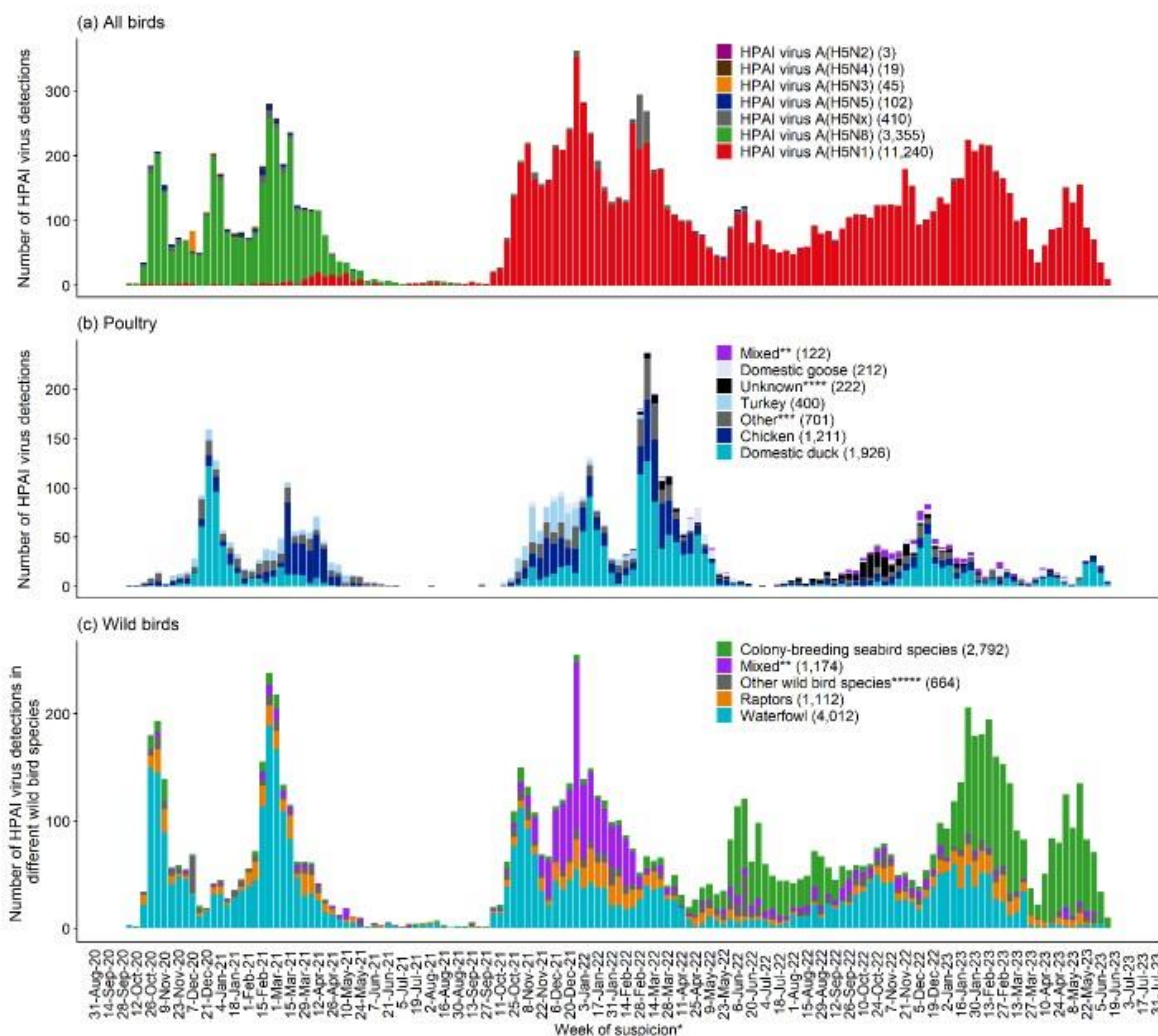 (a) All birds
Number of HPAI virus detections
300
200
100
0
HPAI virus A(H5N2) (3)
HPAI virus A(H5N4) (19)
HPAI virus A(H5N3) (45)
HPAI virus A(H5N5) (102)
HPAI virus A(H5Nx) (410)
HPAI virus A(H5N8) (3,355)
HPAI virus A(H5N1) (11,240)
(b) Poultry
Number of HPAI virus detections
200
150
100
50
0
Mixed** (122)
Domestic goose (212)
Unknown**** (222)
Turkey (400)
Other*** (701)
Chicken (1,211)
Domestic duck (1,926)
(c) Wild birds
Number of HPAI virus detections in
different wild bird species
200
100
0
Colony-breeding seabird species (2,792)
Mixed** (1,174)
Other wild bird species***** (664)
Raptors (1,112)
Waterfowl (4,012)
31-Aug-20
14-Sep-20
28-Sep-20
12-Oct-20
26-Oct-20
9-Nov-20
23-Nov-20
7-Dec-20
21-Dec-20
4-Jan-21
18-Jan-21
1-Feb-21
15-Feb-21
1-Mar-21
15-Mar-21
29-Mar-21
12-Apr-21
26-Apr-21
10-May-21
24-May-21
7-Jun-21
21-Jun-21
5-Jul-21
19-Jul-21
2-Aug-21
16-Aug-21
30-Aug-21
13-Sep-21
27-Sep-21
11-Oct-21
25-Oct-21
8-Nov-21
22-Nov-21
6-Dec-21
20-Dec-21
3-Jan-22
17-Jan-22
31-Jan-22
14-Feb-22
28-Feb-22
14-Mar-22
28-Mar-22
11-Apr-22
25-Apr-22
9-May-22
23-May-22
6-Jun-22
20-Jun-22
4-Jul-22
18-Jul-22
1-Aug-22
15-Aug-22
29-Aug-22
12-Sep-22
26-Sep-22
10-Oct-22
24-Oct-22
7-Nov-22
21-Nov-22
5-Dec-22
19-Dec-22
2-Jan-23
16-Jan-23
30-Jan-23
13-Feb-23
27-Feb-23
13-Mar-23
27-Mar-23
10-Apr-23
24-Apr-23
8-May-23
22-May-23
5-Jun-23
19-Jun-23
3-Jul-23
17-Jul-23
31-Jul-23
Week of suspicion*